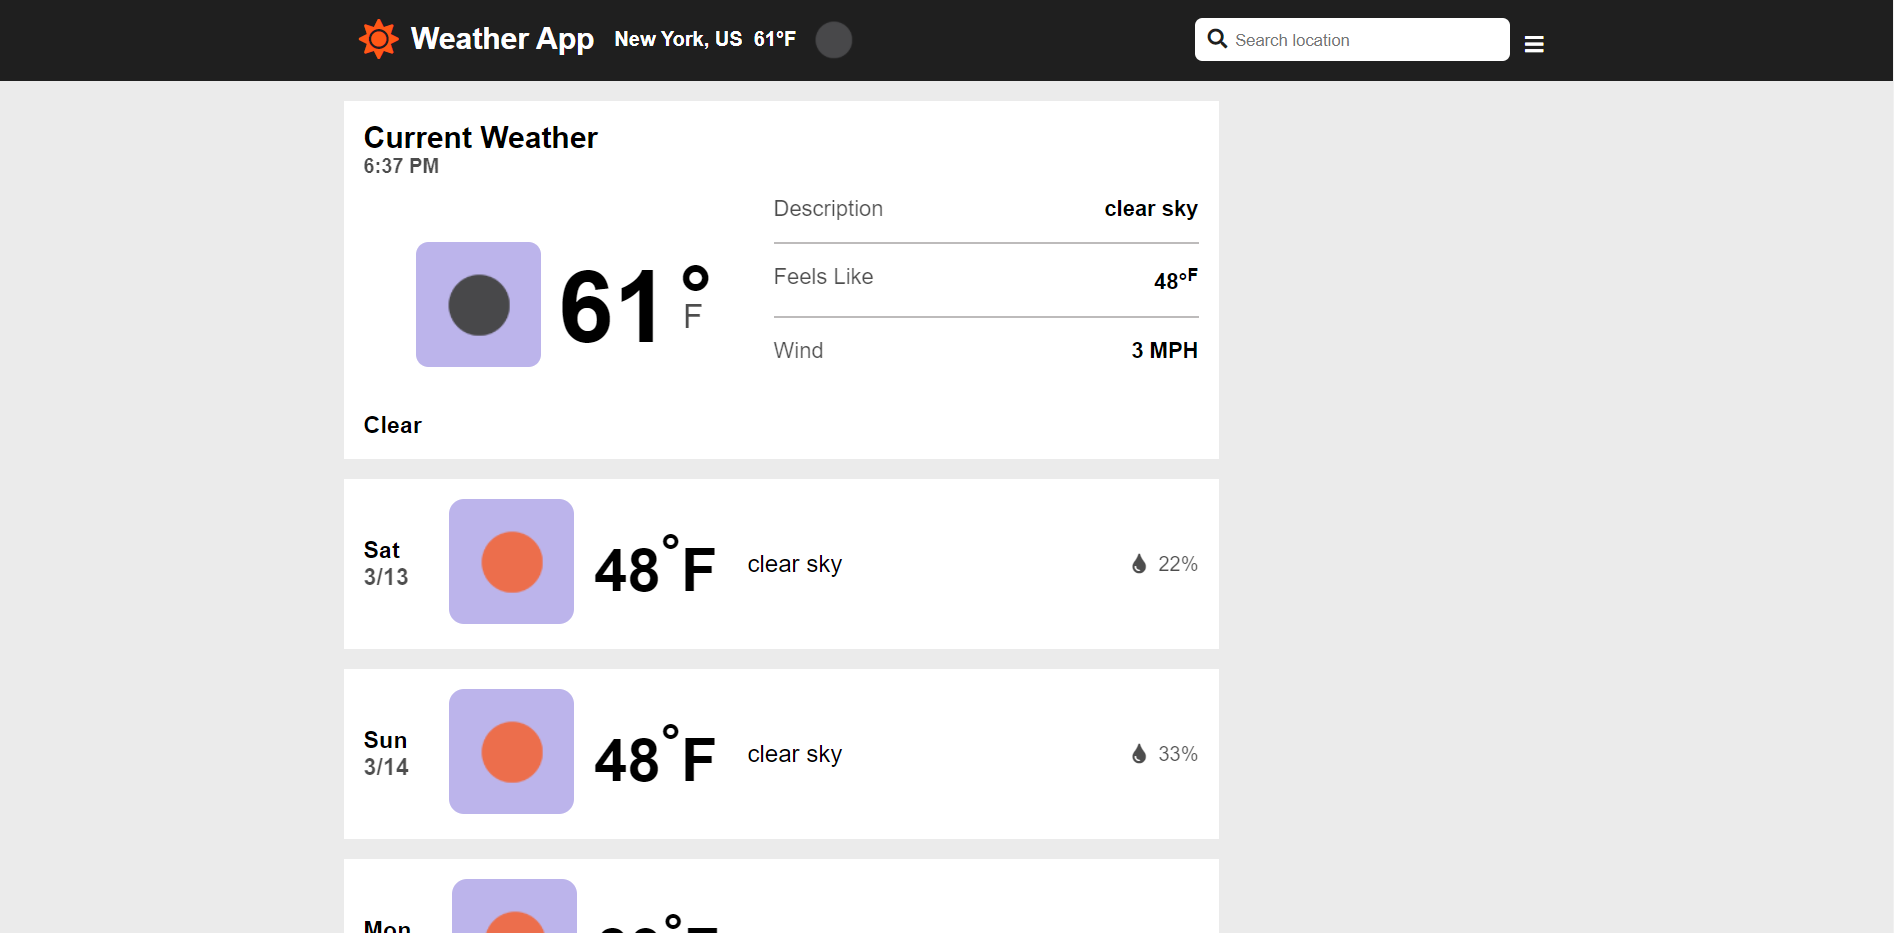 Weather App New York, US 61°F
Search location
Current Weather
6:37 PM
61°
F
Description clear sky
Feels Like 48°F
Wind 3 MPH
Clear
Sat
3/13
48°F clear sky 22%
Sun
3/14
48°F clear sky 33%
Mon